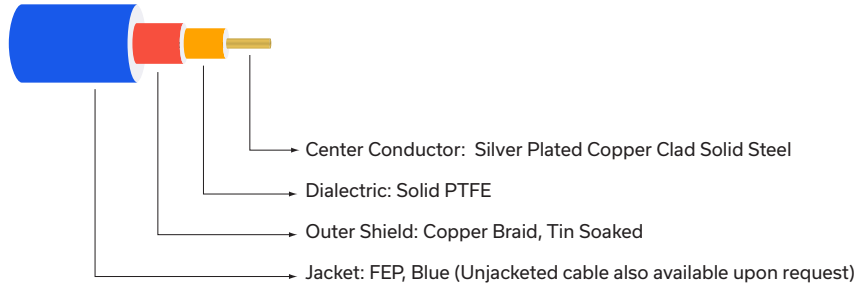 Center Conductor: Silver Plated Copper Clad Solid Steel
Dialectric: Solid PTFE
Outer Shield: Copper Braid, Tin Soaked
Jacket: FEP, Blue (Unjacketed cable also available upon request)